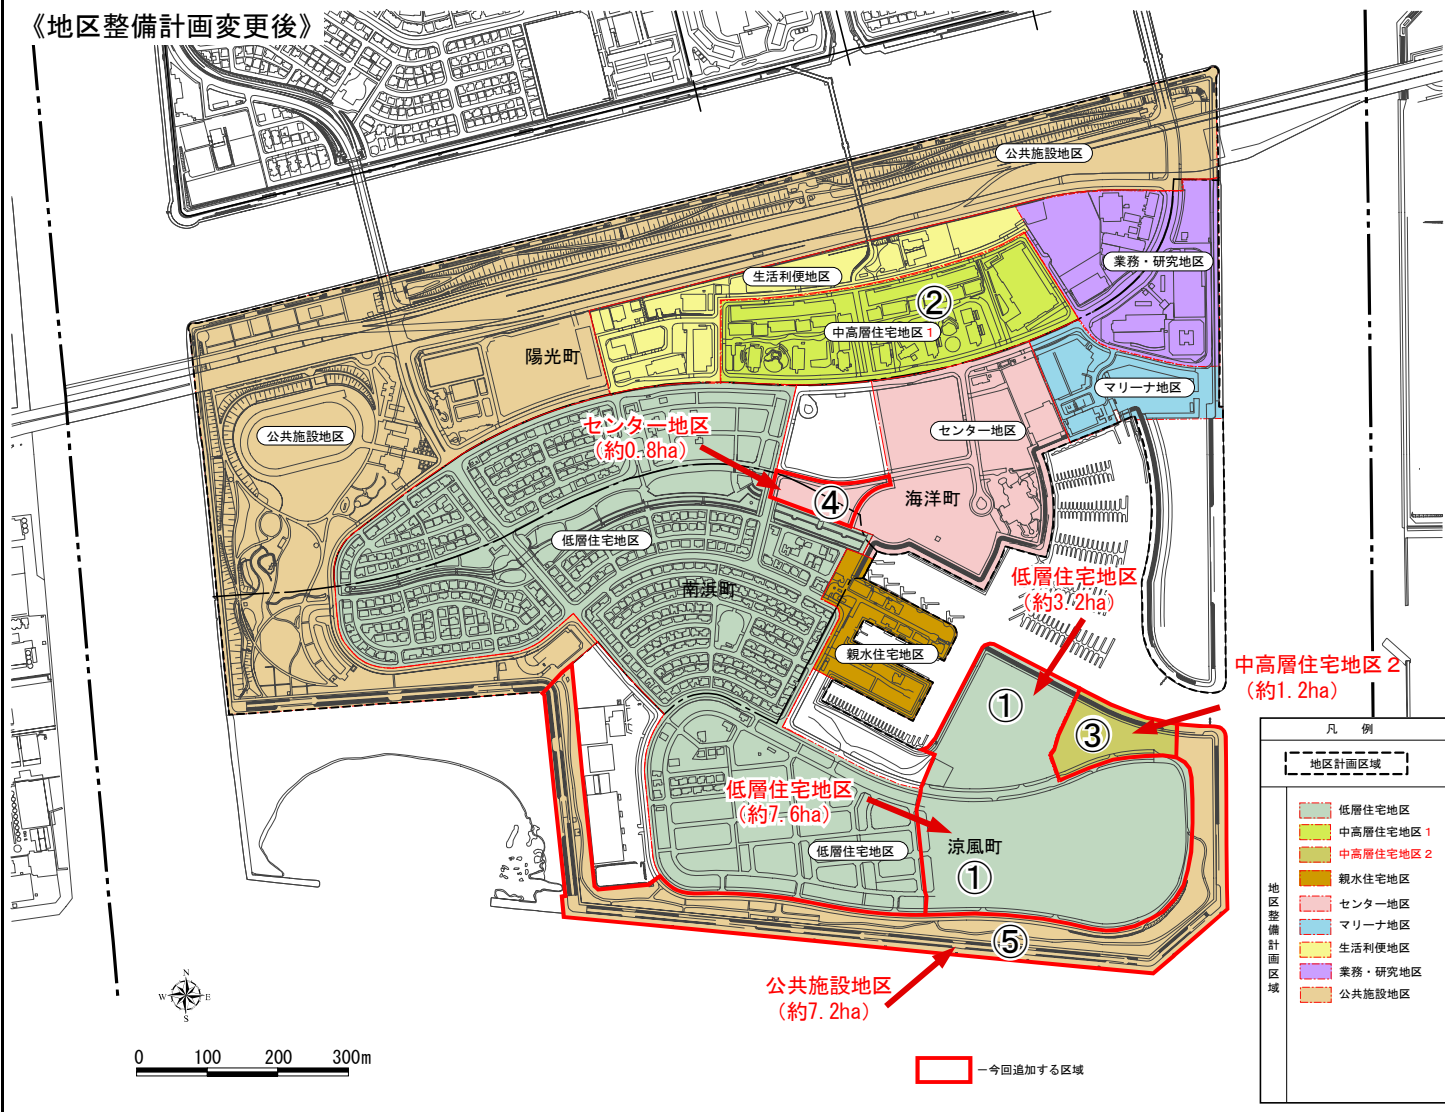 《地区整備計画変更後》
公共施設地区
業務・研究地区
生活利便地区
②
中高層住宅地区1
陽光町
マリーナ地区
センター地区
(約0.8ha)
センター地区
公共施設地区
④
海洋町
低層住宅地区
南浜町
低層住宅地区
(約3.2ha)
親水住宅地区
中高層住宅地区2
(約1.2ha)
①
③
低層住宅地区
(約7.6ha)
低層住宅地区
涼風町
①
⑤
公共施設地区
(約7.2ha)
凡 例
地区計画区域
地区整備計画区域
低層住宅地区
中高層住宅地区1
中高層住宅地区2
親水住宅地区
センター地区
マリーナ地区
生活利便地区
業務・研究地区
公共施設地区
N
W E
S
0 100 200 300m
－今回追加する区域